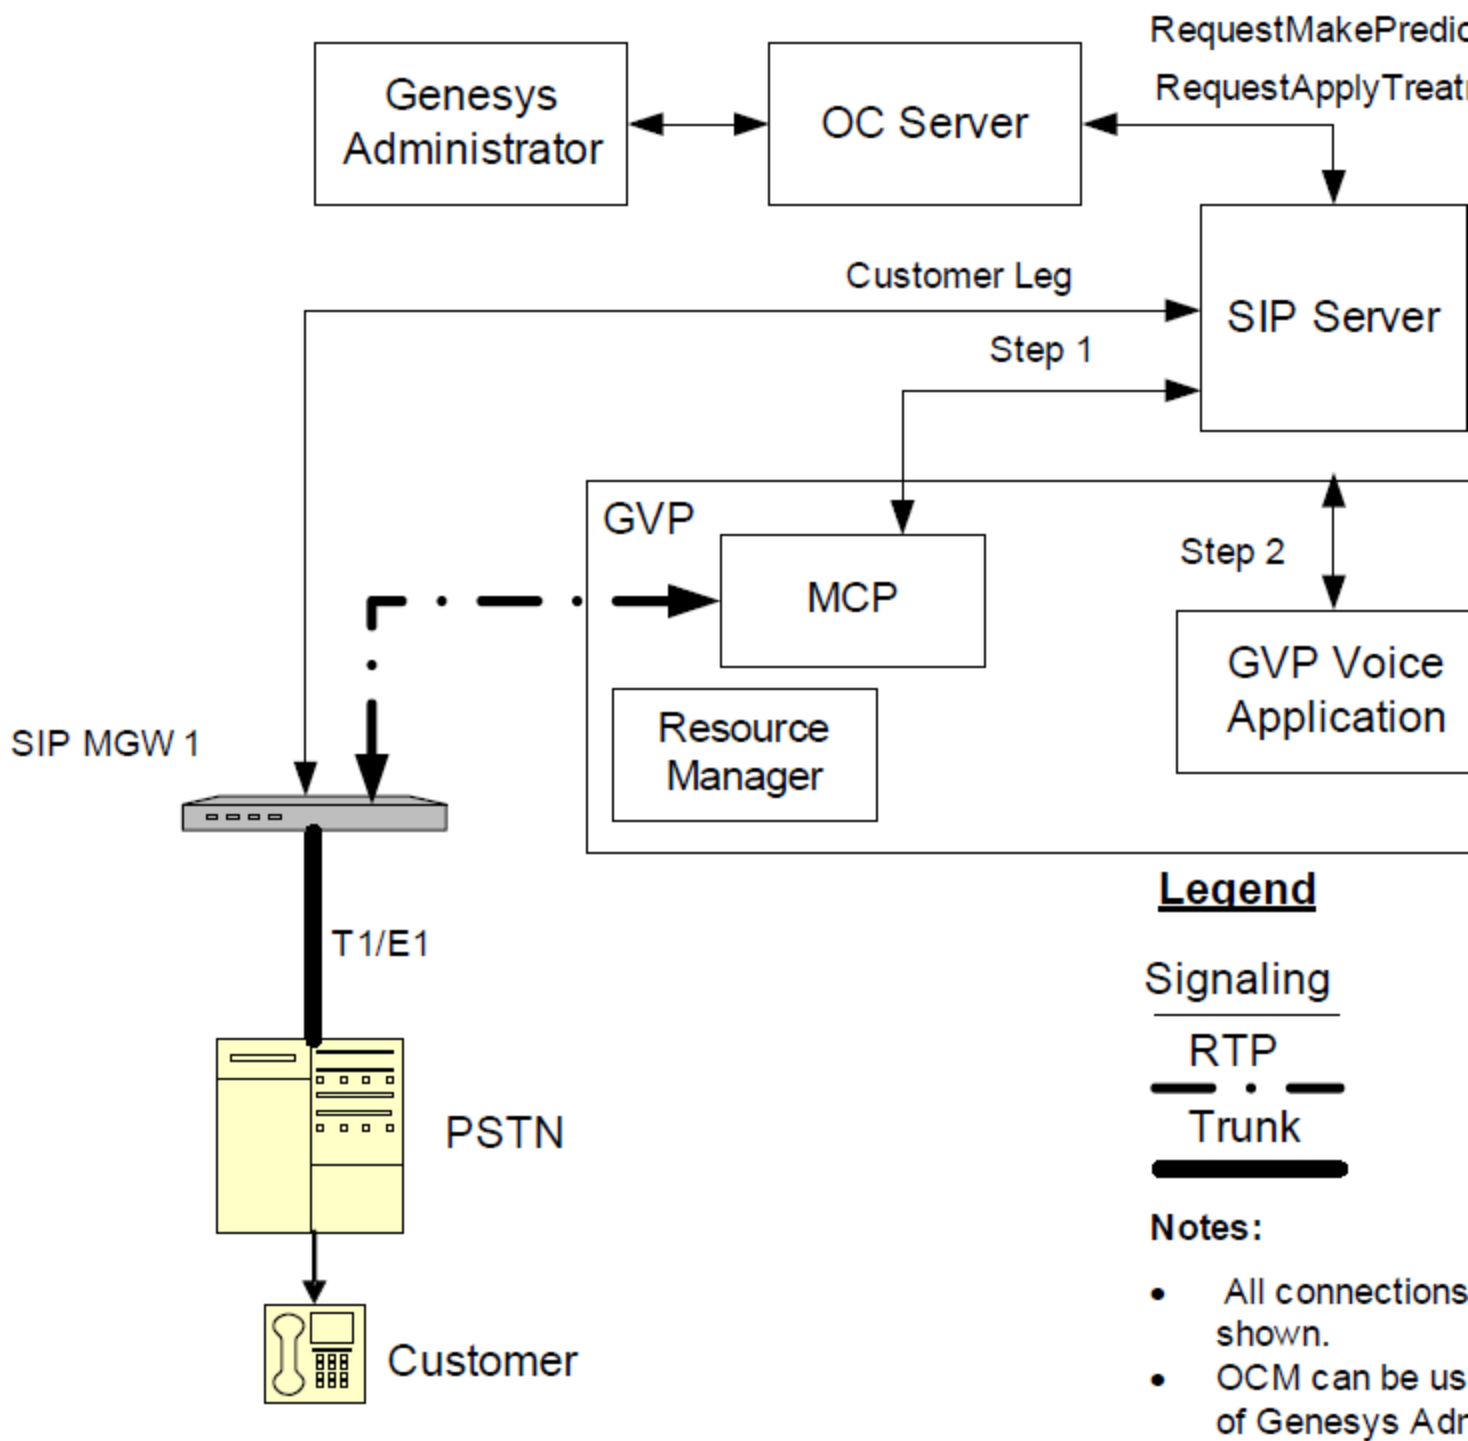 RequestMakePredic
RequestApplyTreat
Genesys
Administrator
OC Server
Customer Leg
SIP Server
Step 1
GVP
MCP
Step 2
GVP Voice
Application
Resource
Manager
SIP MGW 1
Legend
T1/E1
Signaling
RTP
Trunk
PSTN
Notes:
• All connections
shown.
• OCM can be us
of Genesys Adm
Customer